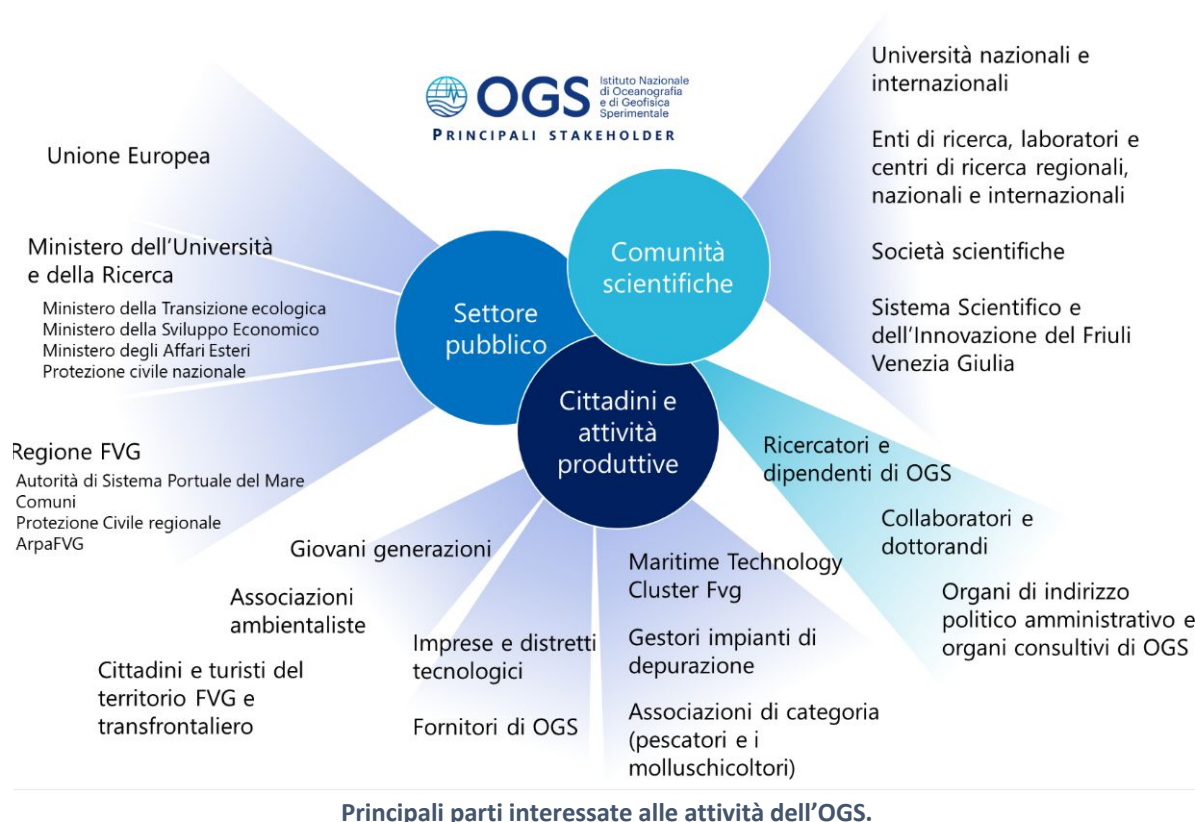 OGS
Istituto Nazionale
di Oceanografia
e di Geofisica
Sperimentale
PRINCIPALI STAKEHOLDER
Unione Europea
Ministero dell'Università
e della Ricerca
Ministero della Transizione ecologica
Ministero della Sviluppo Economico
Ministero degli Affari Esteri
Protezione civile nazionale
Regione FVG
Autorità di Sistema Portuale del Mare
Comuni
Protezione Civile regionale
ArpaFVG
Settore
pubblico
Comunità
scientifiche
Cittadini e
attività
produttive
Università nazionali e
internazionali
Enti di ricerca, laboratori e
centri di ricerca regionali,
nazionali e internazionali
Società scientifiche
Sistema Scientifico e
dell'Innovazione del Friuli
Venezia Giulia
Ricercatori e
dipendenti di OGS
Collaboratori e
dottorandi
Organi di indirizzo
politico amministrativo e
organi consultivi di OGS
Giovani generazioni
Associazioni
ambientaliste
Cittadini e turisti del
territorio FVG e
transfrontaliero
Imprese e distretti
tecnologici
Fornitori di OGS
Maritime Technology
Cluster Fvg
Gestori impianti di
depurazione
Associazioni di categoria
(pescatori e i
molluschicoltori)
Principali parti interessate alle attività dell'OGS.